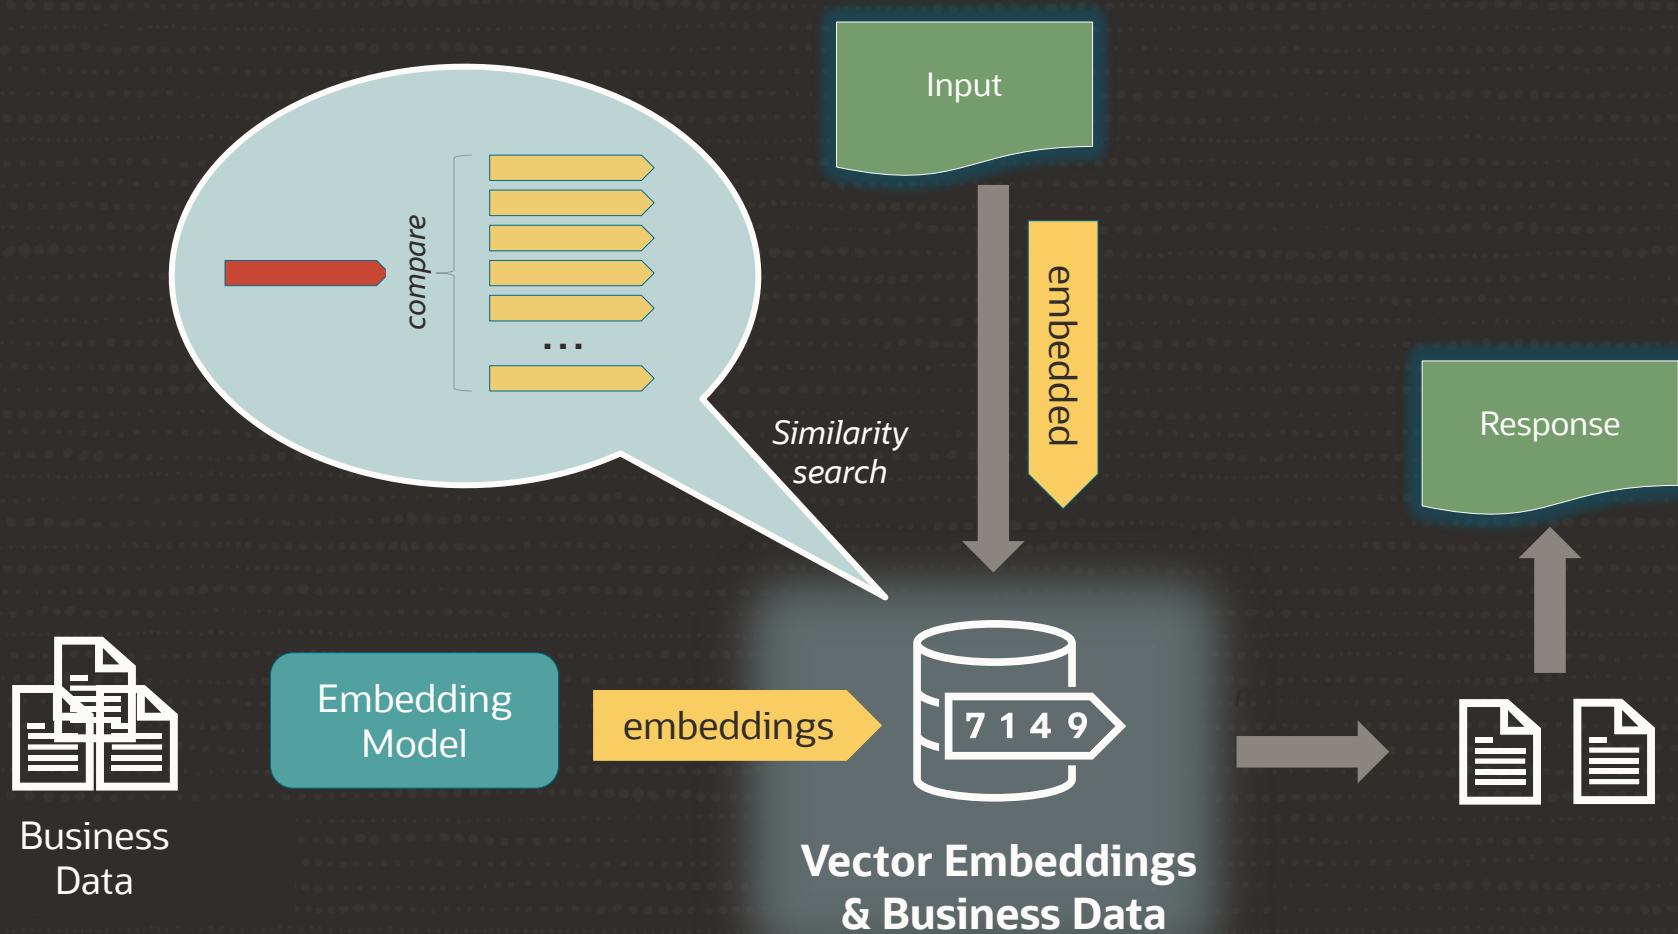 Input
compare
...
embedded
Similarity
search
Response
Embedding
Model
embeddings
7 1 4 9
Business
Data
Vector Embeddings
& Business Data